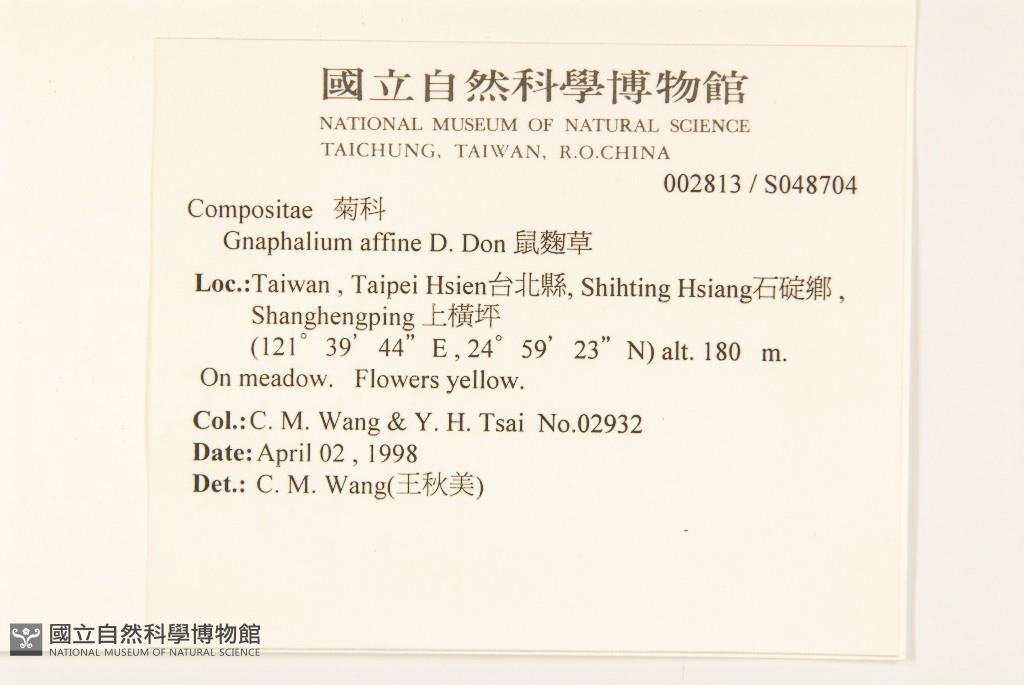 國立自然科學博物館
NATIONAL MUSEUM OF NATURAL SCIENCE
TAICHUNG, TAIWAN, R.O.CHINA
002813 / S048704
Compositae 菊科
Gnaphalium affine D. Don 鼠麴草
Loc.:Taiwan , Taipei Hsien台北縣, Shihting Hsiang石碇鄉 ,
Shanghengping 上橫坪
(121° 39’ 44” E , 24° 59’ 23” N) alt. 180 m.
On meadow. Flowers yellow.
Col.: C. M. Wang & Y. H. Tsai No.02932
Date: April 02 , 1998
Det.: C. M. Wang(王秋美)
國立自然科學博物館
NATIONAL MUSEUM OF NATURAL SCIENCE